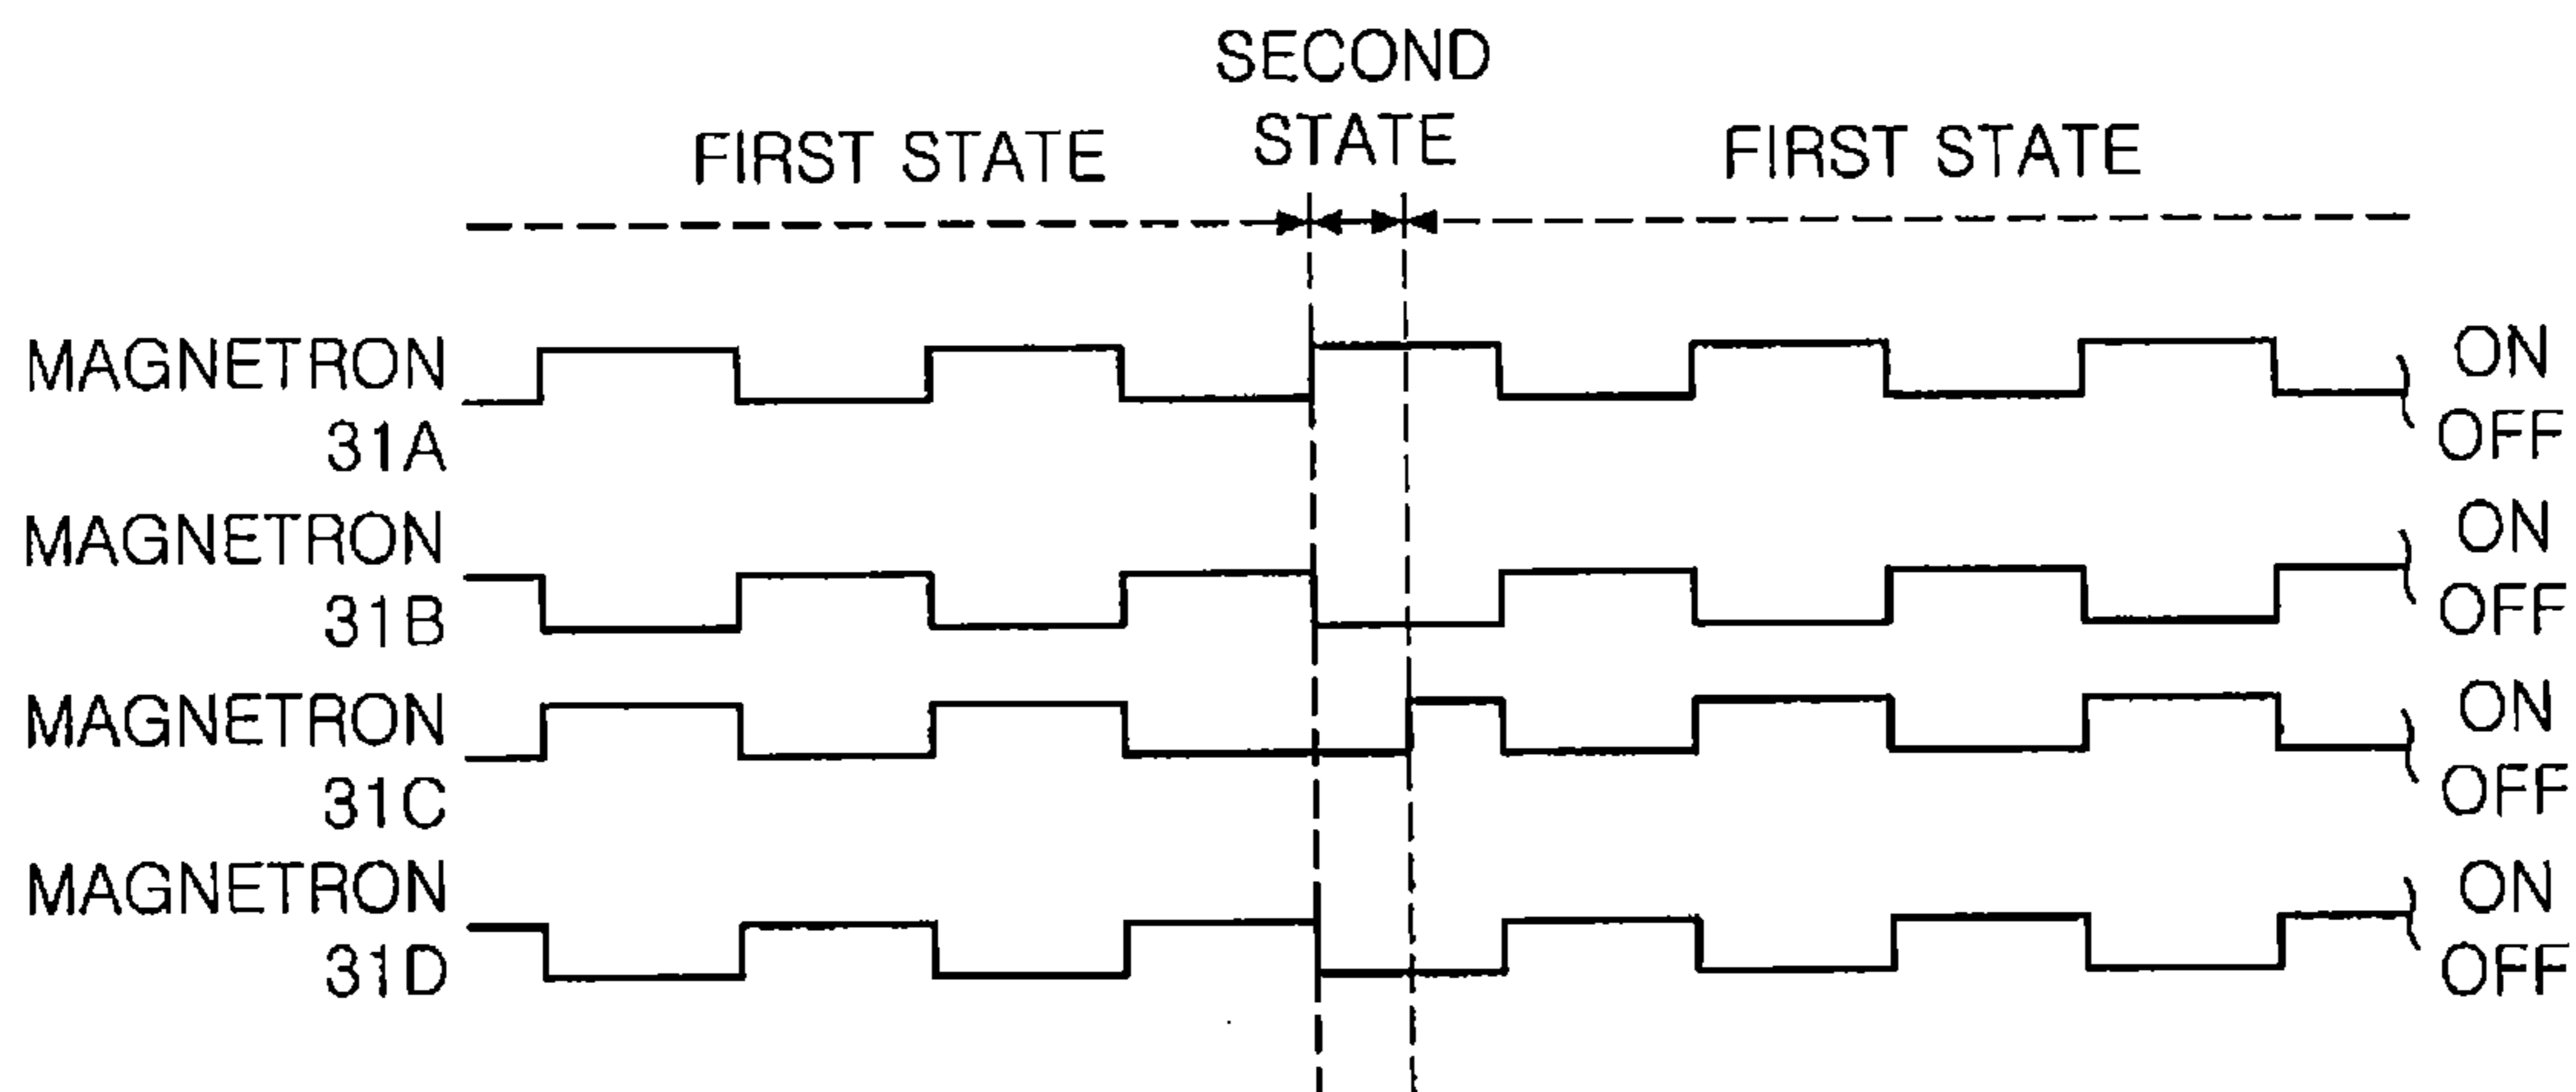 SECOND
STATE
FIRST STATE
FIRST STATE
MAGNETRON
31A
ON
OFF
MAGNETRON
31B
ON
OFF
MAGNETRON
31C
ON
OFF
MAGNETRON
31D
ON
OFF